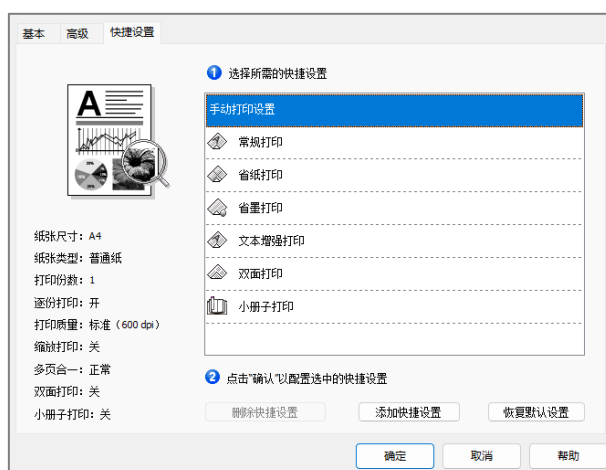 基本 高级 快捷设置
1 选择所需的快捷设置
手动打印设置
常规打印
省纸打印
省墨打印
文本增强打印
双面打印
小册子打印
A
纸张尺寸：A4
纸张类型：普通纸
打印份数：1
逐份打印：开
打印质量：标准（600 dpi）
缩放打印：关
多页合一：正常
双面打印：关
小册子打印：关
2 点击"确认"以配置选中的快捷设置
删除快捷设置 添加快捷设置 恢复默认设置
确定 取消 帮助